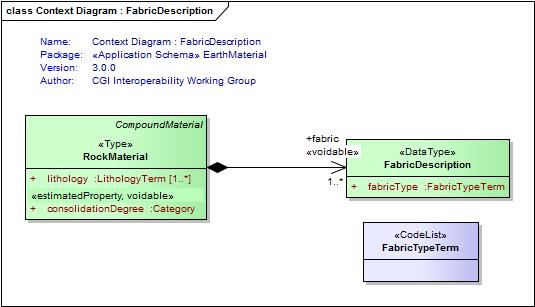 class Context Diagram : FabricDescription
Name: Context Diagram : FabricDescription
Package: «Application Schema» EarthMaterial
Version: 3.0.0
Author: CGI Interoperability Working Group
CompoundMaterial
«Type»
RockMaterial
+ lithology :LithologyTerm [1..*]
«estimatedProperty, voidable»
+ consolidationDegree :Category
+fabric
«voidable»
1..*
«DataType»
FabricDescription
+ fabricType :FabricTypeTerm
«CodeList»
FabricTypeTerm